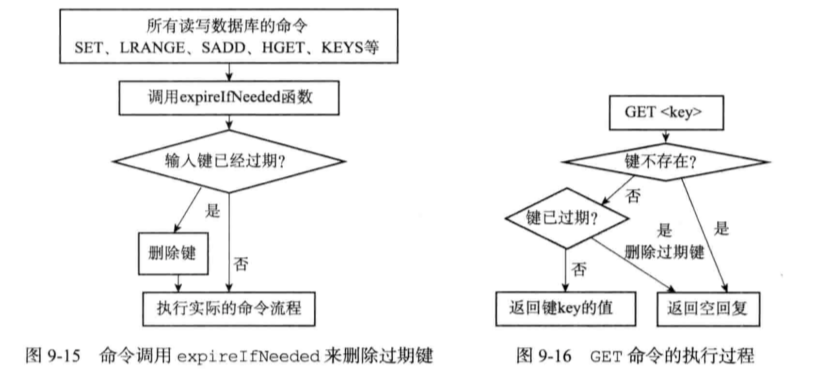 所有读写数据库的命令
SET、LRANGE、SADD、HGET、KEYS等
调用expireIfNeeded函数
输入键已经过期?
是
否
删除键
执行实际的命令流程
图 9-15 命令调用 expireIfNeeded 来删除过期键
GET <key>
键不存在?
否
是
键已过期?
是
删除过期键
否
返回键key的值
返回空回复
图 9-16 GET 命令的执行过程